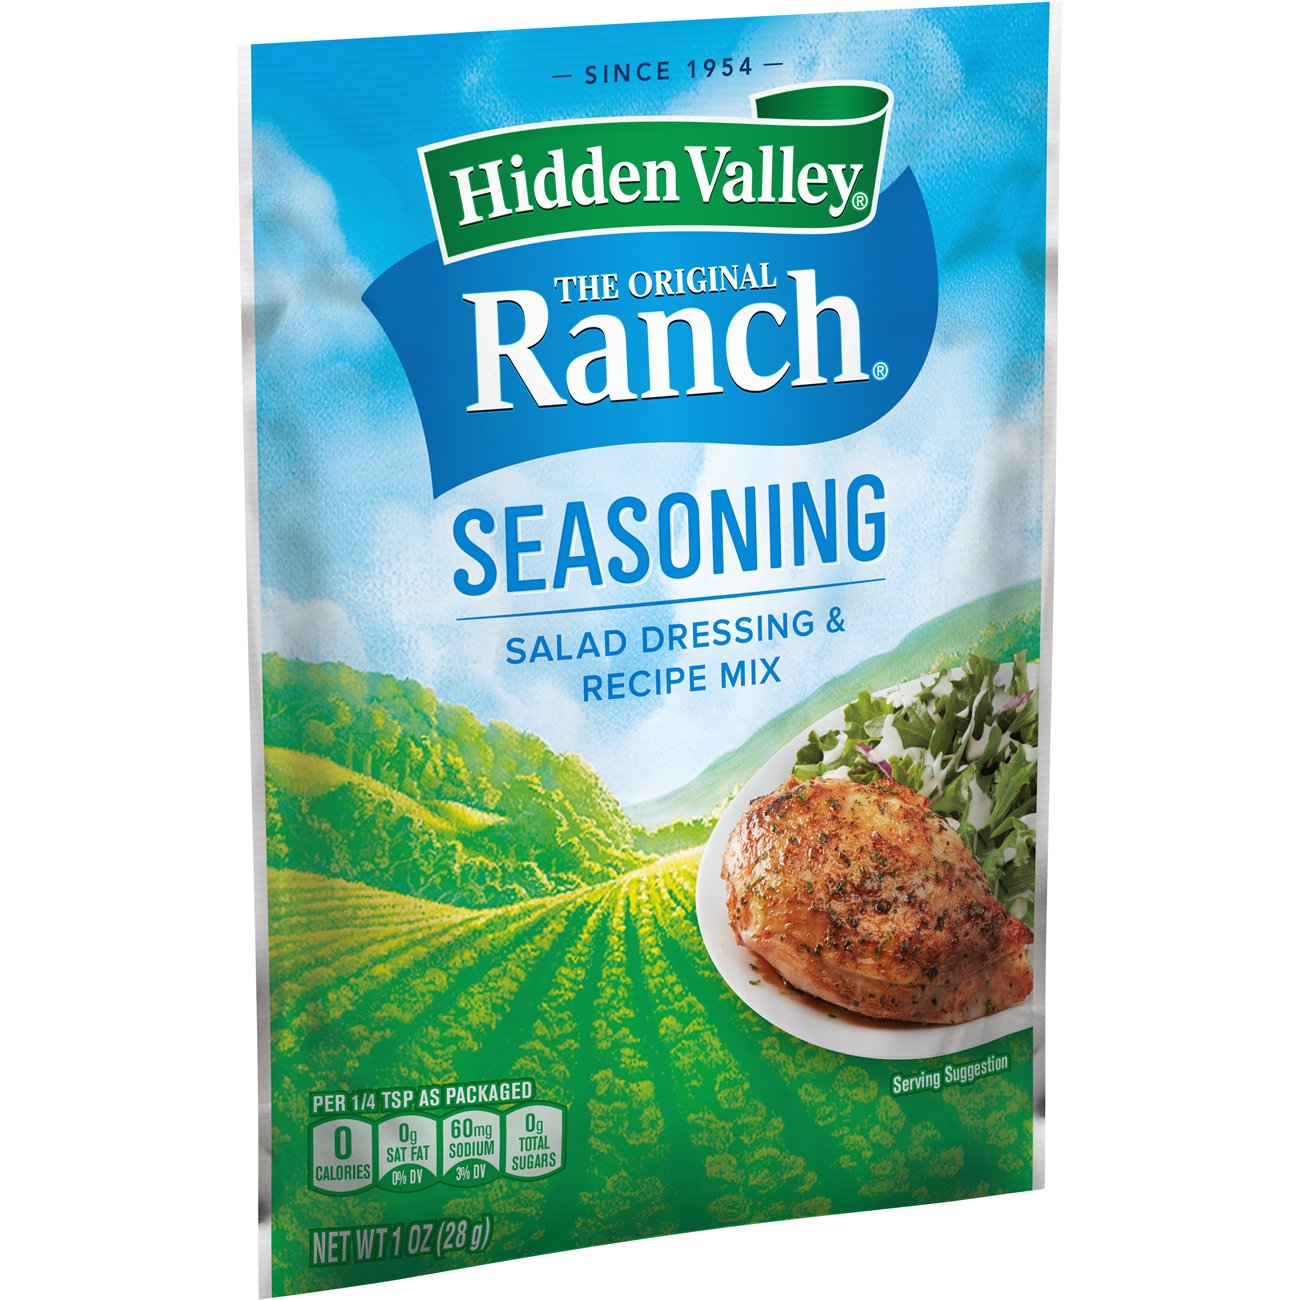 — SINCE 1954 —
Hidden Valley®
THE ORIGINAL
Ranch®
SEASONING
SALAD DRESSING &
RECIPE MIX
Serving Suggestion
PER 1/4 TSP AS PACKAGED
0 CALORIES
0g SAT FAT 0% DV
60mg SODIUM 3% DV
0g TOTAL SUGARS
NET WT 1 OZ (28 g)